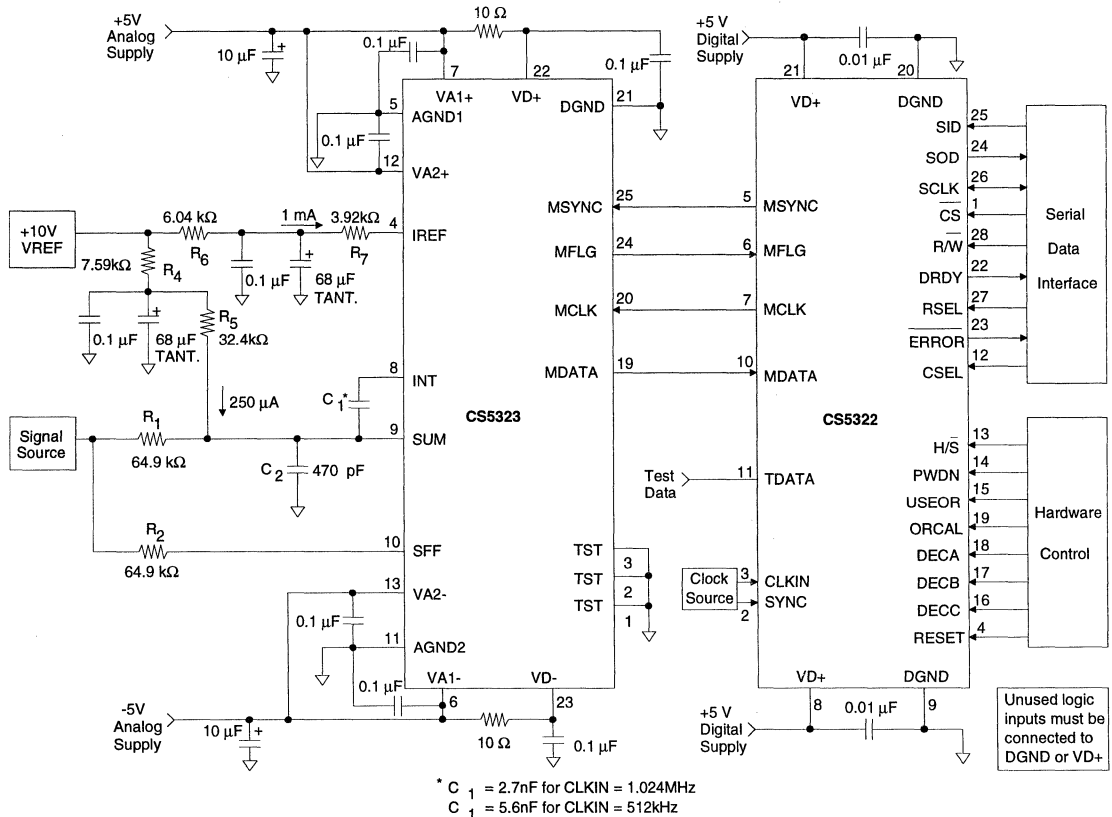 +5V
Analog
Supply
10 µF
+
0.1 µF
10 Ω
0.1 µF
7
22
VA1+
VD+
5
AGND1
0.1 µF
12
VA2+
DGND
21
+10V
VREF
6.04 kΩ
R6
1 mA
3.92kΩ
R7
4
IREF
7.59kΩ
R4
0.1 µF
+
68 µF
TANT.
0.1 µF
+
68 µF
TANT.
R5
32.4kΩ
250 µA
8
INT
C1*
Signal
Source
R1
64.9 kΩ
9
SUM
C2
470 pF
R2
64.9 kΩ
10
SFF
13
VA2-
0.1 µF
11
AGND2
0.1 µF
VA1-
6
VD-
23
-5V
Analog
Supply
10 µF
+
10 Ω
0.1 µF
CS5323
MSYNC
25
MFLG
24
MCLK
20
MDATA
19
TST
3
TST
2
TST
1
+5 V
Digital
Supply
0.01 µF
21
20
VD+
DGND
5
MSYNC
6
MFLG
7
MCLK
10
MDATA
CS5322
Test
Data
11
TDATA
Clock
Source
3
CLKIN
SYNC
2
SID
25
SOD
24
SCLK
26
CS
1
R/W
28
DRDY
22
RSEL
27
ERROR
23
CSEL
12
Serial
Data
Interface
H/S
13
PWDN
14
USEOR
15
ORCAL
19
DECA
18
DECB
17
DECC
16
RESET
4
Hardware
Control
VD+
DGND
8
9
+5 V
Digital
Supply
0.01 µF
Unused logic
inputs must be
connected to
DGND or VD+
* C1 = 2.7nF for CLKIN = 1.024MHz
C1 = 5.6nF for CLKIN = 512kHz